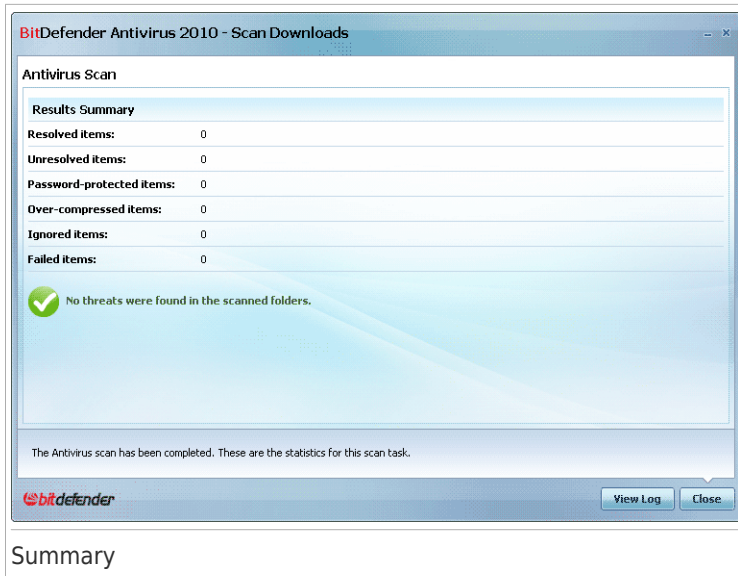 BitDefender Antivirus 2010 - Scan Downloads
Antivirus Scan
Results Summary
Resolved items: 0
Unresolved items: 0
Password-protected items: 0
Over-compressed items: 0
Ignored items: 0
Failed items: 0
No threats were found in the scanned folders.
The Antivirus scan has been completed. These are the statistics for this scan task.
bitdefender
View Log Close
Summary